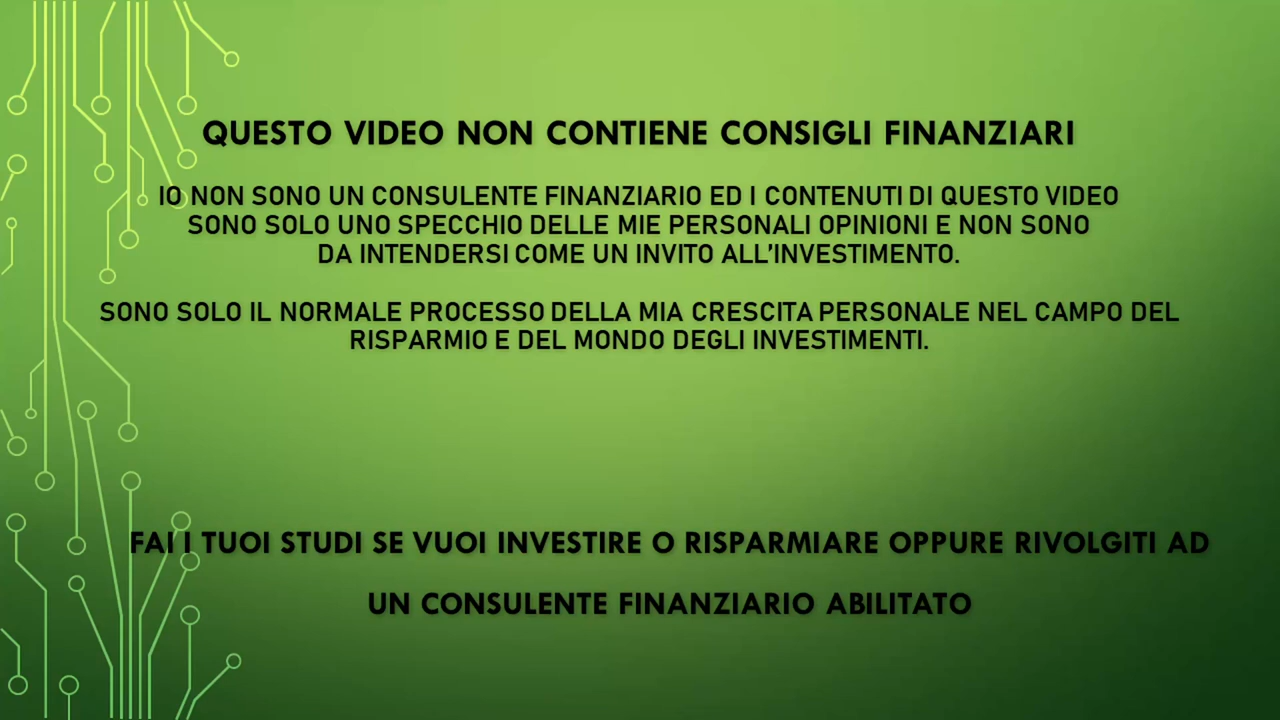 QUESTO VIDEO NON CONTIENE CONSIGLI FINANZIARI
IO NON SONO UN CONSULENTE FINANZIARIO ED I CONTENUTI DI QUESTO VIDEO
SONO SOLO UNO SPECCHIO DELLE MIE PERSONALI OPINIONI E NON SONO
DA INTENDERSI COME UN INVITO ALL'INVESTIMENTO.
SONO SOLO IL NORMALE PROCESSO DELLA MIA CRESCITA PERSONALE NEL CAMPO DEL
RISPARMIO E DEL MONDO DEGLI INVESTIMENTI.
FAI I TUOI STUDI SE VUOI INVESTIRE O RISPARMIARE OPPURE RIVOLGITI AD
UN CONSULENTE FINANZIARIO ABILITATO